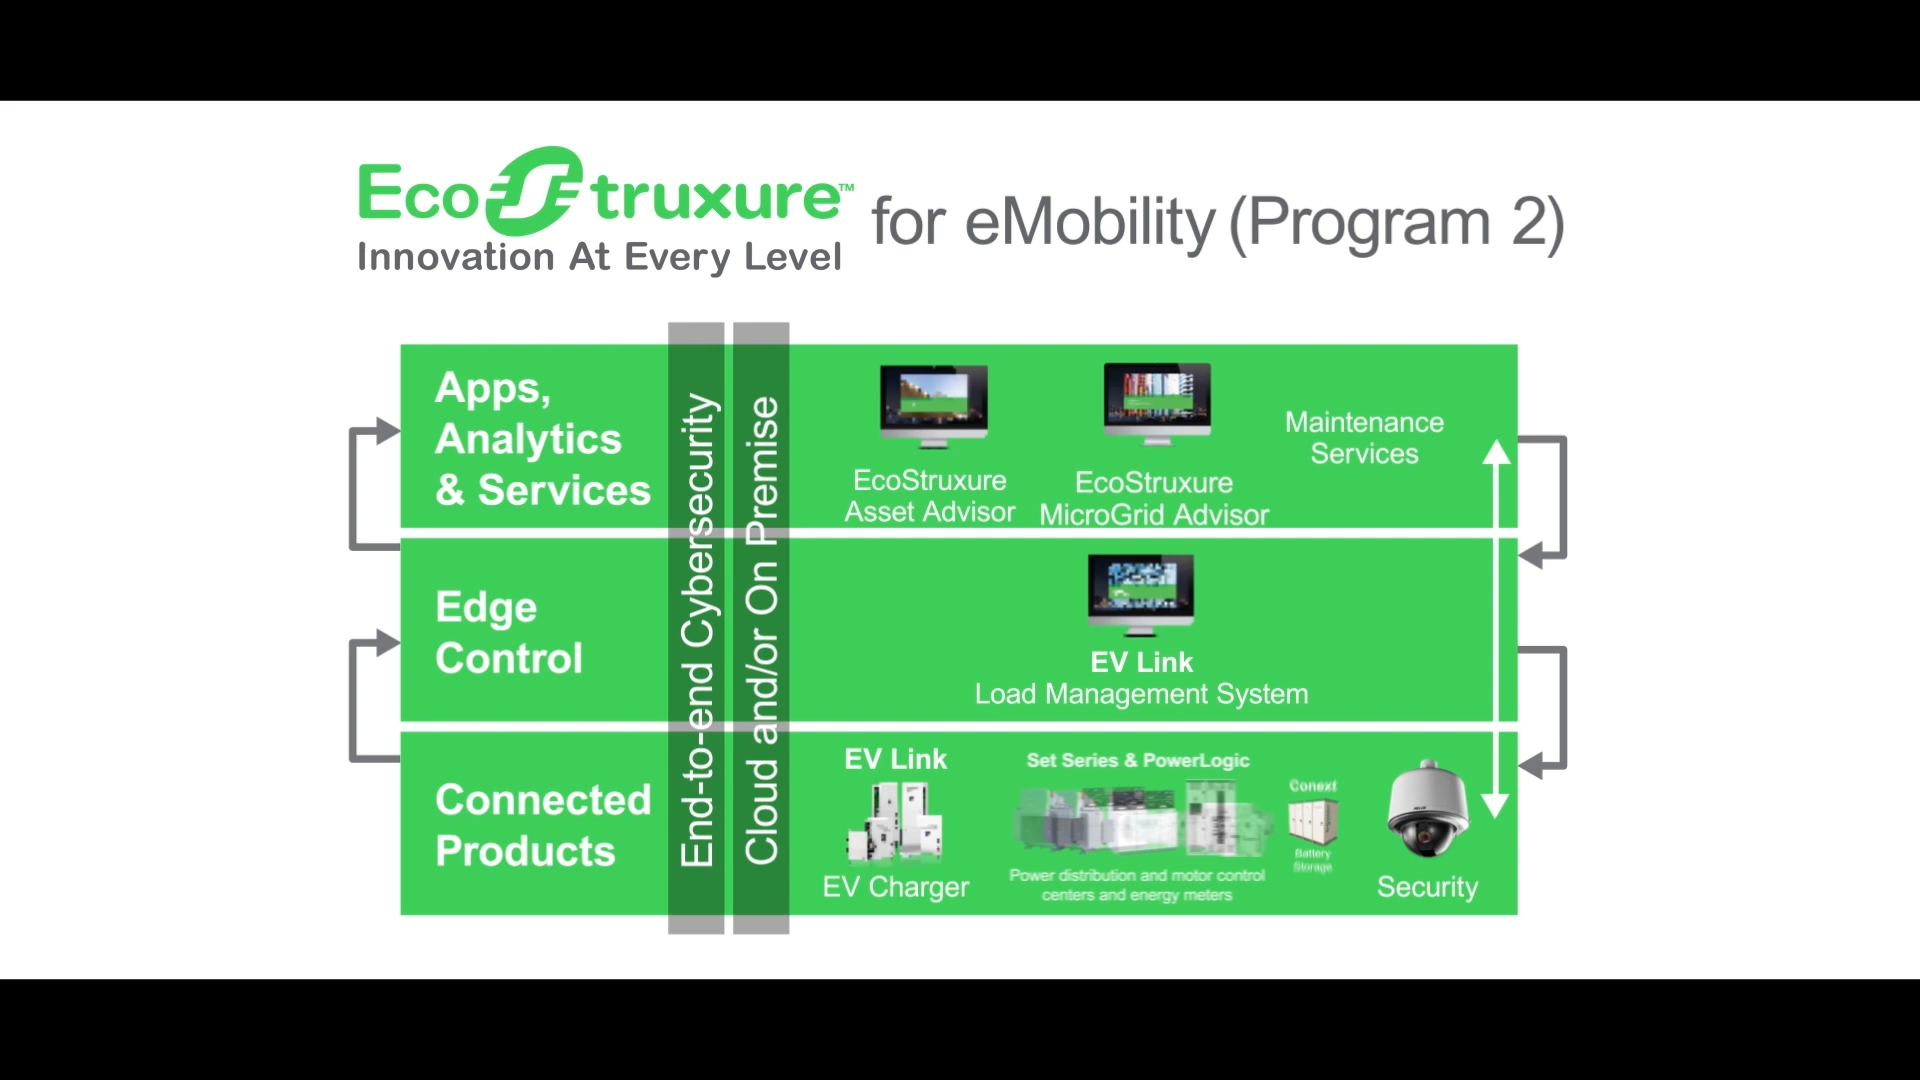 EcoStruxure™ for eMobility (Program 2)
Innovation At Every Level
Apps,
Analytics
& Services
End-to-end Cybersecurity
Cloud and/or On Premise
EcoStruxure
Asset Advisor
EcoStruxure
MicroGrid Advisor
Maintenance
Services
Edge
Control
EV Link
Load Management System
Connected
Products
EV Link
EV Charger
Set Series & PowerLogic
Power distribution and motor control
centers and energy meters
Conext
Battery
Storage
Security